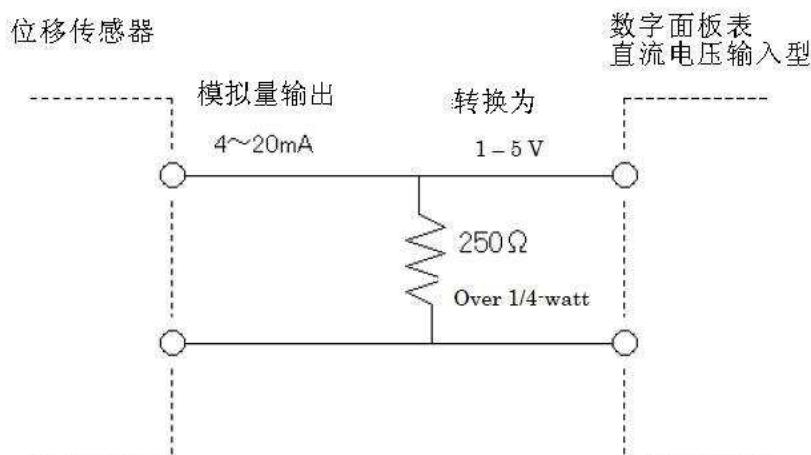 位移传感器
数字面板表
直流电压输入型
模拟量输出
转换为
4～20mA
1 – 5 V
250Ω
Over 1/4-watt